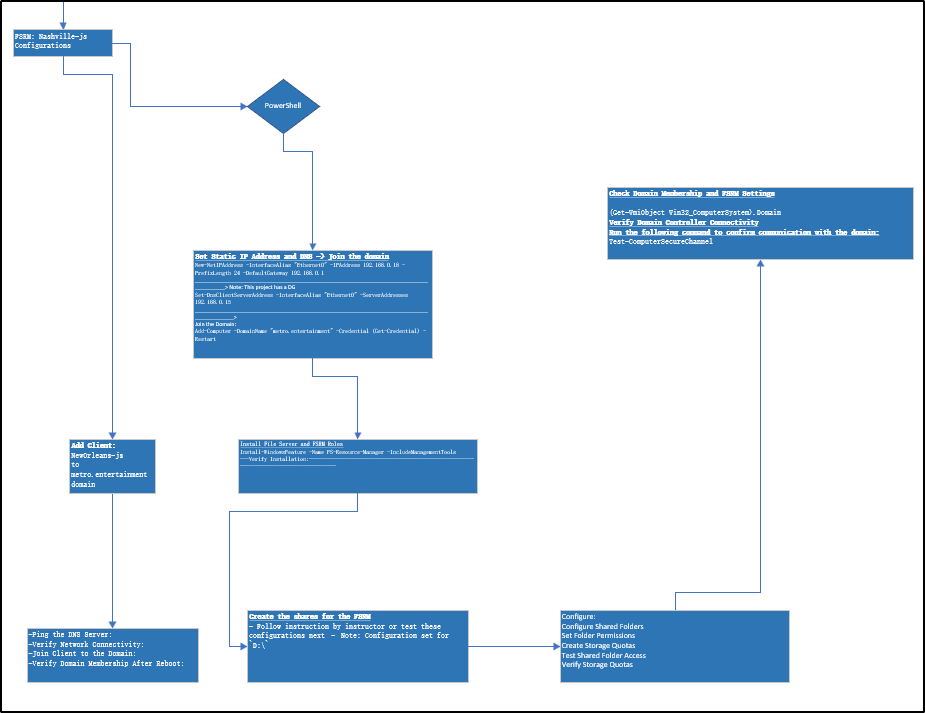 FSRM: Nashville-js
Configurations
PowerShell
Check Domain Membership and FSRM Settings
(Get-WmiObject Win32_ComputerSystem).Domain
Verify Domain Controller Connectivity
Run the following command to confirm communication with the domain:
Test-ComputerSecureChannel
Set Static IP Address and DNS -> Join the domain
New-NetIPAddress -InterfaceAlias "Ethernet0" -IPAddress 192.168.0.18 -
PrefixLength 24 -DefaultGateway 192.168.0.1
> Note: This project has a DG
Set-DnsClientServerAddress -InterfaceAlias "Ethernet0" -ServerAddresses
192.168.0.15
>
Join the Domain:
Add-Computer -DomainName "metro.entertainment" -Credential (Get-Credential) -
Restart
Add Client:
NewOrleans-js
to
metro.entertainment
domain
Install File Server and FSRM Roles
Install-WindowsFeature -Name FS-Resource-Manager -IncludeManagementTools
---Verify Installation:
-Ping the DNS Server:
-Verify Network Connectivity:
-Join Client to the Domain:
-Verify Domain Membership After Reboot:
Create the shares for the FSRM
- Follow instruction by instructor or test these
configurations next - Note: Configuration set for
`D:\`
Configure:
Configure Shared Folders
Set Folder Permissions
Create Storage Quotas
Test Shared Folder Access
Verify Storage Quotas